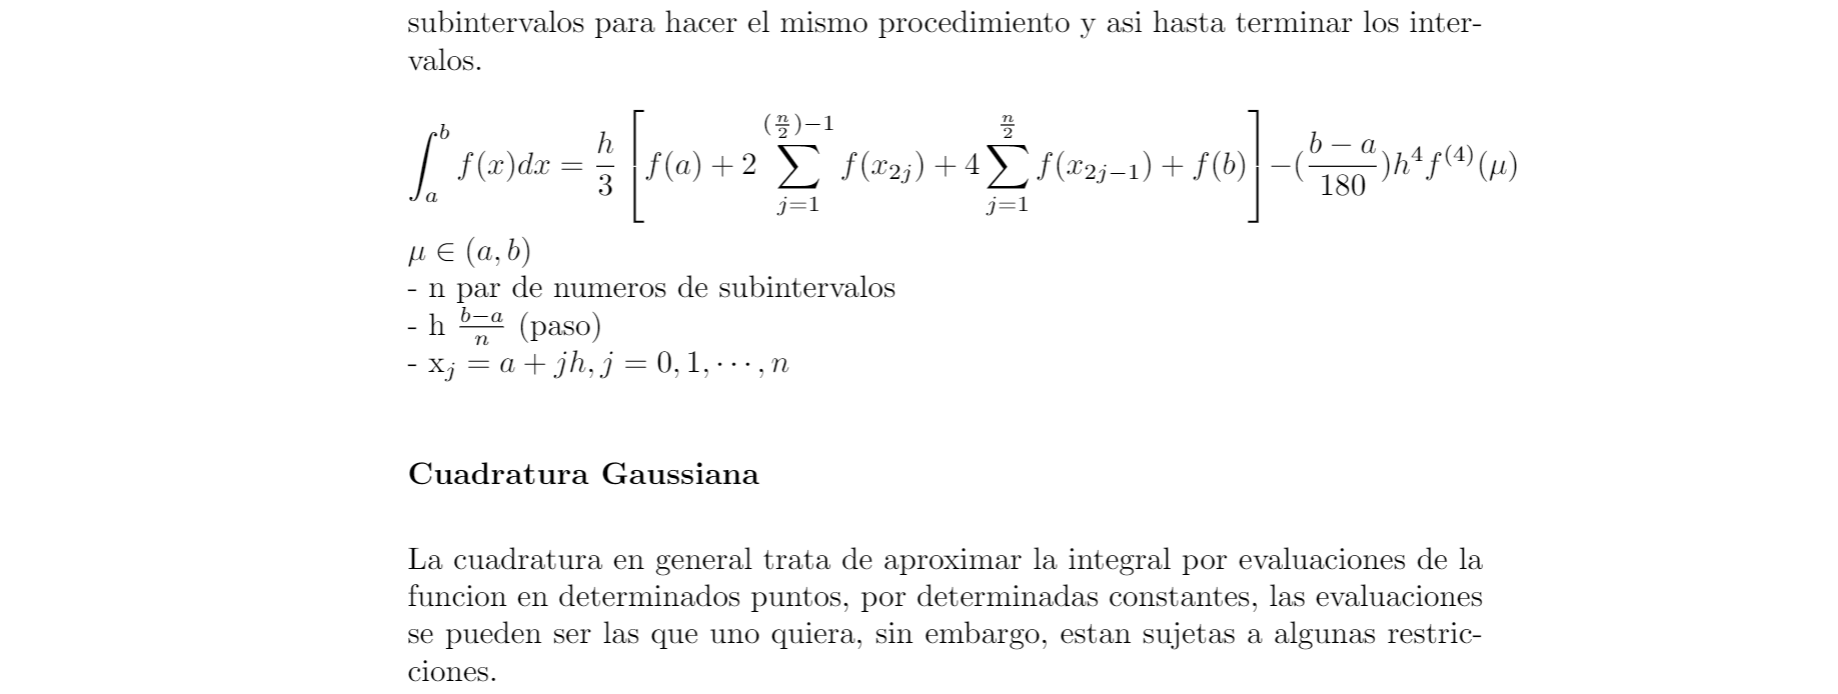 subintervalos para hacer el mismo procedimiento y asi hasta terminar los inter-
valos.
$\int_a^b f(x)dx = \frac{h}{3}\left[f(a) + 2\sum_{j=1}^{(\frac{n}{2})-1} f(x_{2j}) + 4\sum_{j=1}^{\frac{n}{2}} f(x_{2j-1}) + f(b)\right] - (\frac{b-a}{180})h^4 f^{(4)}(\mu)$
$\mu \in (a, b)$
- n par de numeros de subintervalos
- h $\frac{b-a}{n}$ (paso)
- x$_j = a + jh, j = 0, 1, \cdots, n$
Cuadratura Gaussiana
La cuadratura en general trata de aproximar la integral por evaluaciones de la
funcion en determinados puntos, por determinadas constantes, las evaluaciones
se pueden ser las que uno quiera, sin embargo, estan sujetas a algunas restric-
ciones.